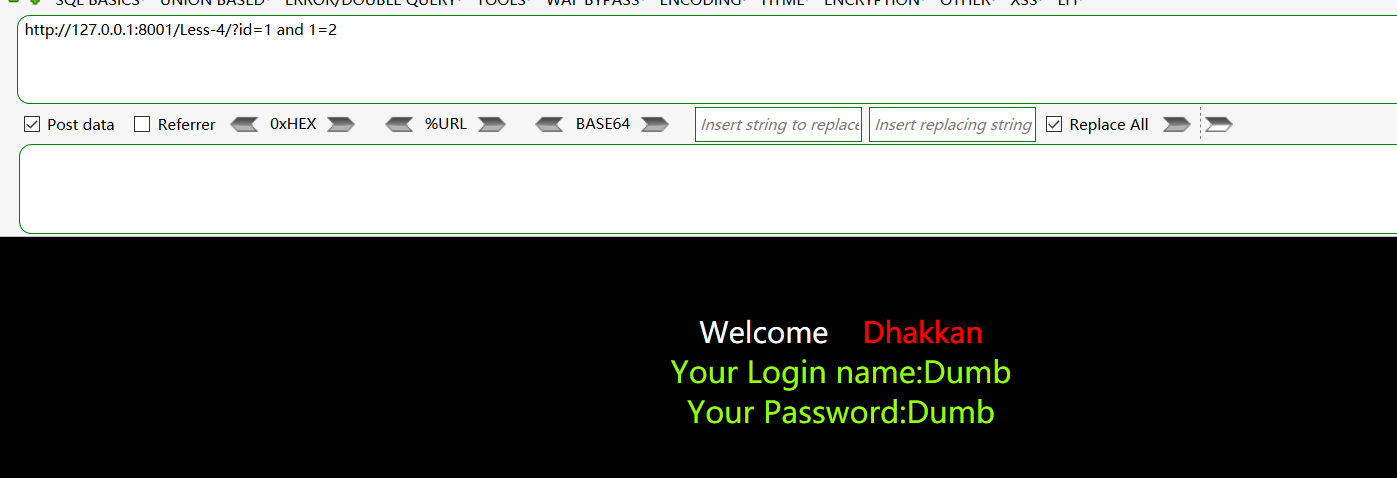 SQL BASICS UNION BASED ERROR/DOUBLE QUERY TOOLS WAF BYPASS ENCODING HTML ENCRYPTION OTHER XSS LFI
http://127.0.0.1:8001/Less-4/?id=1 and 1=2
Post data Referrer 0xHEX %URL BASE64 Insert string to replace Insert replacing string Replace All
Welcome Dhakkan
Your Login name:Dumb
Your Password:Dumb